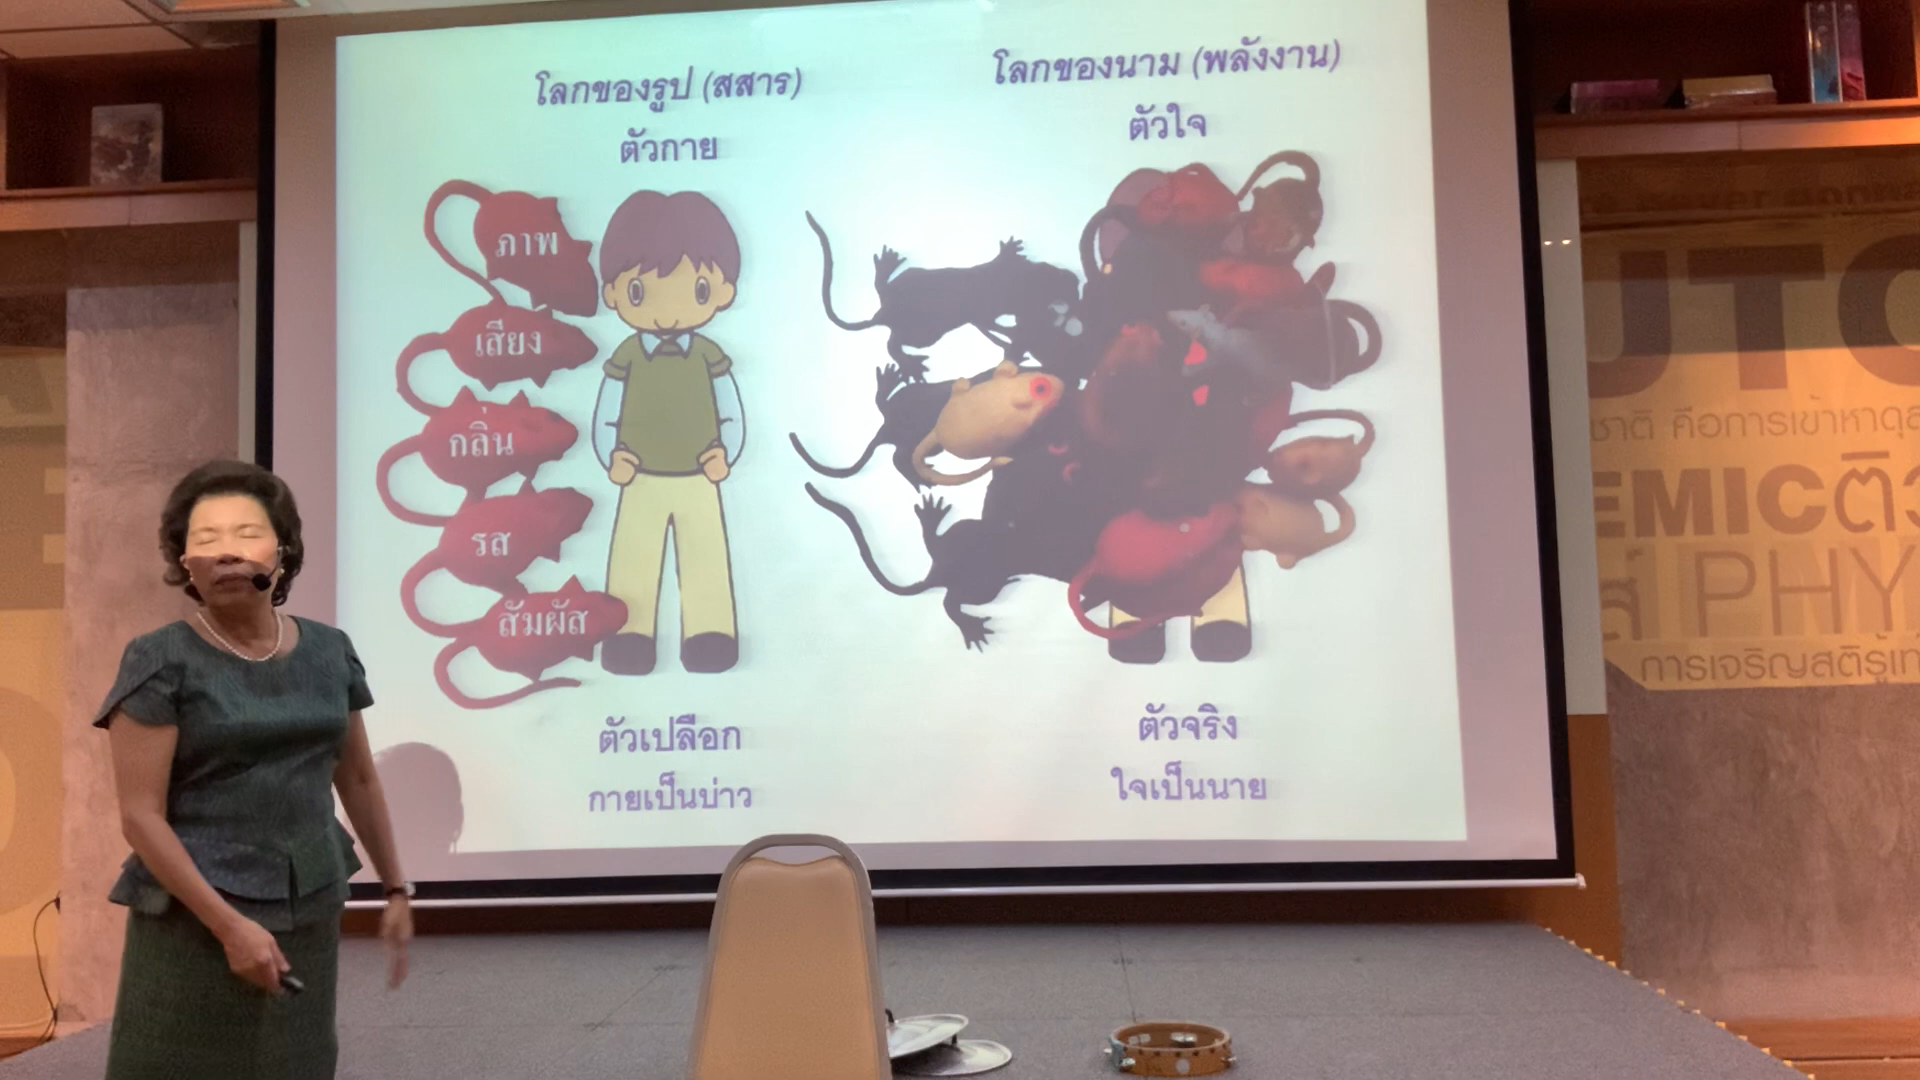 โลกของรูป (สสาร)
ตัวกาย
ภาพ
เสียง
กลิ่น
รส
สัมผัส
ตัวเปลือก
กายเป็นบ่าว
โลกของนาม (พลังงาน)
ตัวใจ
ตัวจริง
ใจเป็นนาย
UTO
ชาติ คือการเข้าหาดุล
EMICติว
PHY
การเจริญสติรู้เท